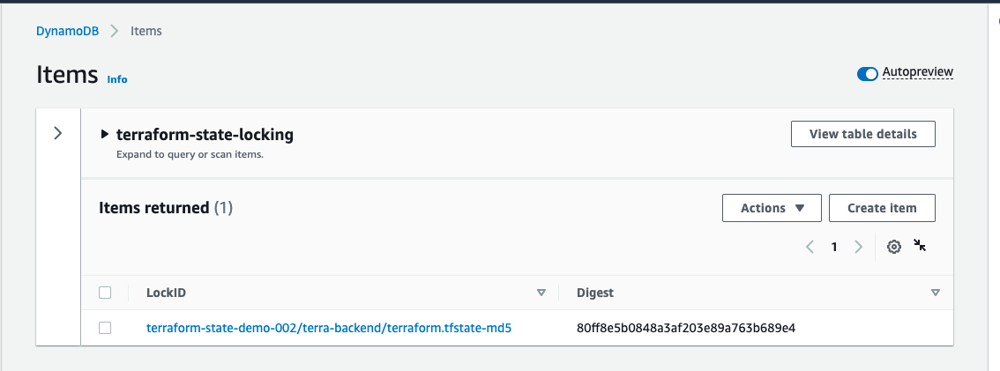 DynamoDB > Items
Items Info
Autopreview
terraform-state-locking
View table details
Expand to query or scan items.
Items returned (1)
Actions
Create item
1
LockID Digest
terraform-state-demo-002/terra-backend/terraform.tfstate-md5 80ff8e5b0848a3af203e89a763b689e4